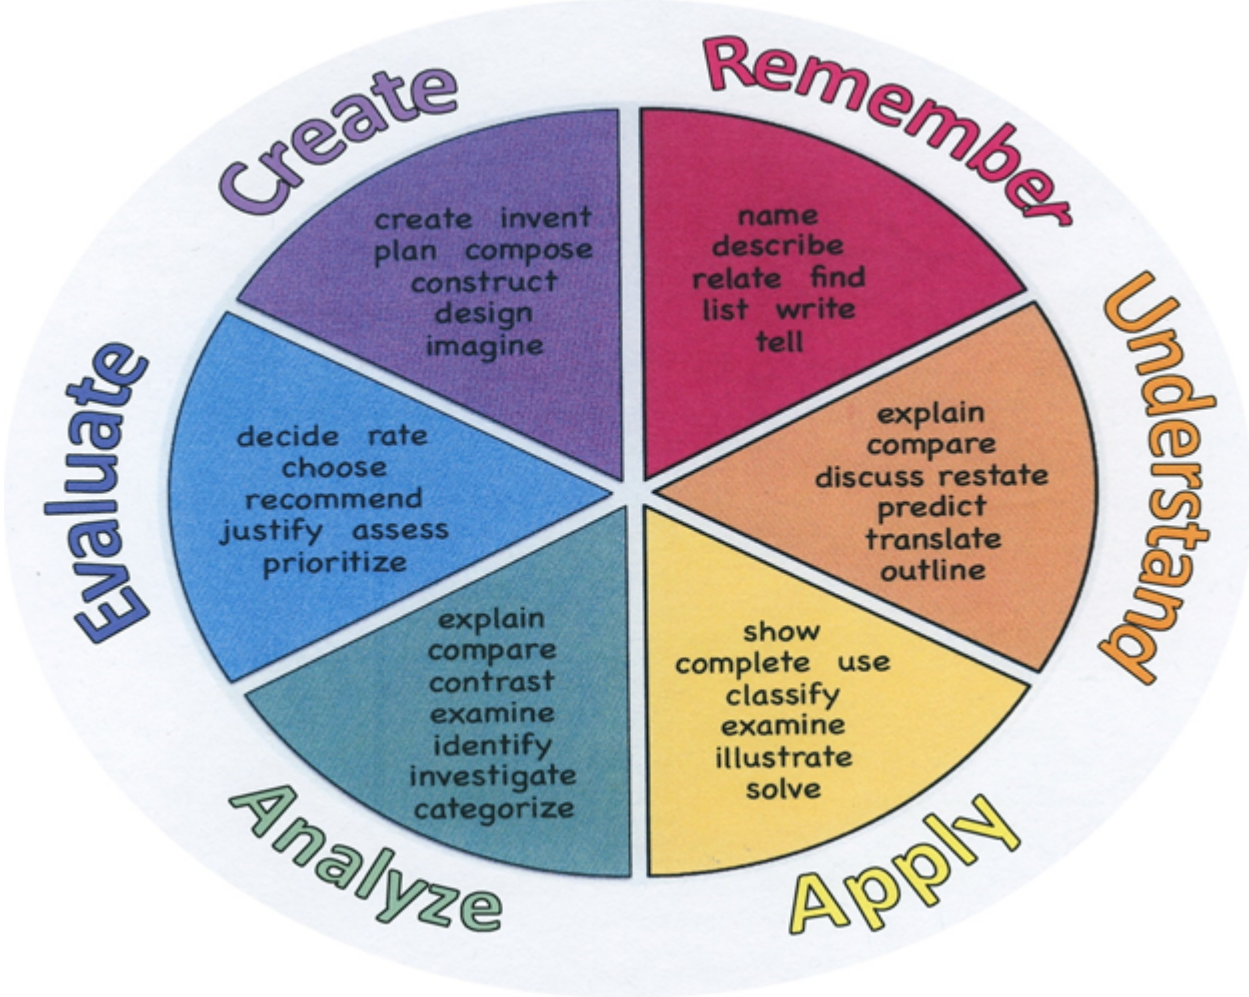 Remember
name
describe
relate find
list write
tell
Understand
explain
compare
discuss restate
predict
translate
outline
Apply
show
complete use
classify
examine
illustrate
solve
Analyze
explain
compare
contrast
examine
identify
investigate
categorize
Evaluate
decide rate
choose
recommend
justify assess
prioritize
Create
create invent
plan compose
construct
design
imagine